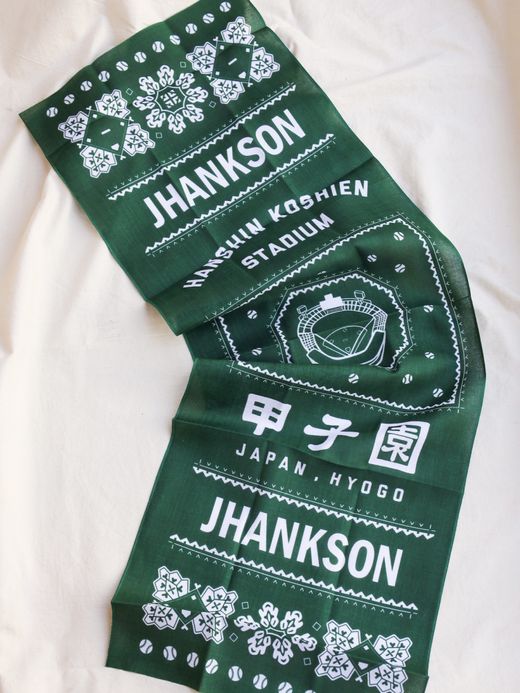 JHANKSON
HANSHIN KOSHIEN
STADIUM
甲子園
JAPAN, HYOGO
JHANKSON